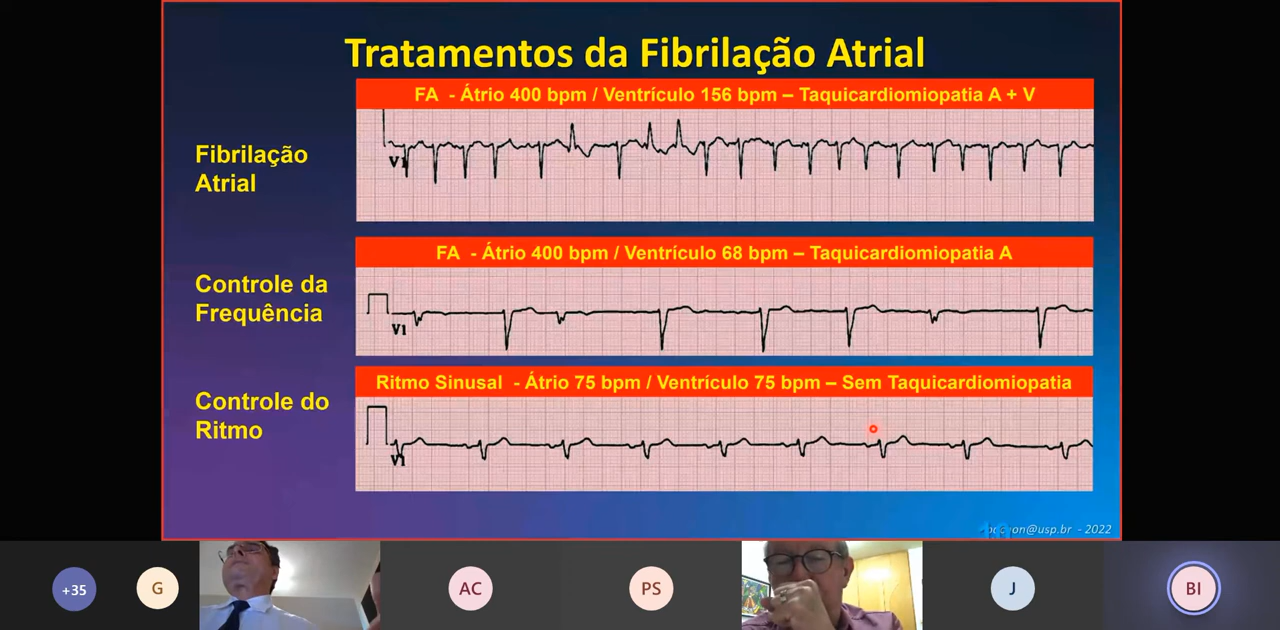 Tratamentos da Fibrilação Atrial
FA - Átrio 400 bpm / Ventrículo 156 bpm – Taquicardiomiopatia A + V
Fibrilação
Atrial
V1
FA - Átrio 400 bpm / Ventrículo 68 bpm – Taquicardiomiopatia A
Controle da
Frequência
V1
Ritmo Sinusal - Átrio 75 bpm / Ventrículo 75 bpm – Sem Taquicardiomiopatia
Controle do
Ritmo
V1
@usp.br - 2022
+35
G
AC
PS
J
BI